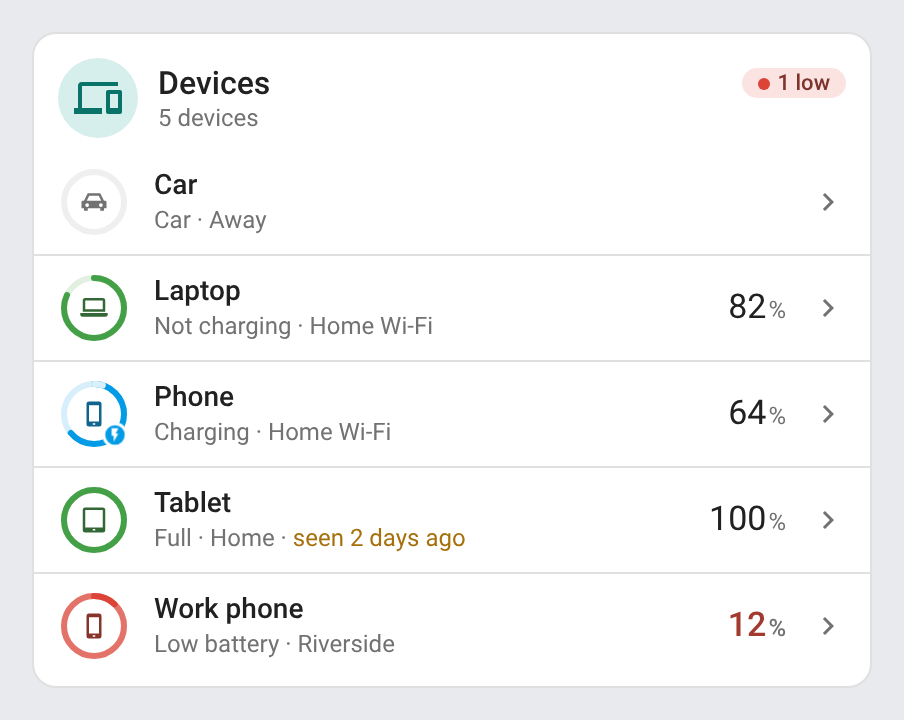 Devices
5 devices
1 low
Car
Car · Away
Laptop
Not charging · Home Wi-Fi
82%
Phone
Charging · Home Wi-Fi
64%
Tablet
Full · Home · seen 2 days ago
100%
Work phone
Low battery · Riverside
12%